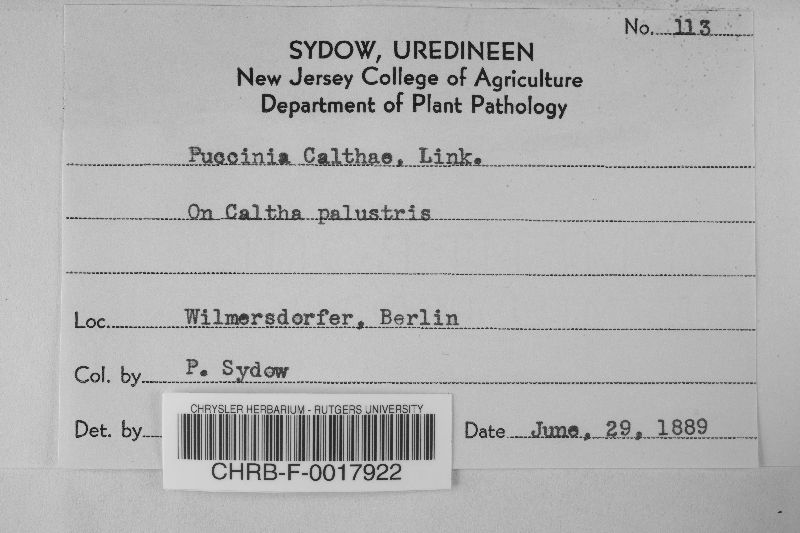 No. 113
SYDOW, UREDINEEN
New Jersey College of Agriculture
Department of Plant Pathology
Puccinia Calthae, Link.
On Caltha palustris
Loc. Wilmersdorfer, Berlin
Col. by P. Sydow
Det. by
Date June, 29, 1889
CHRYSLER HERBARIUM - RUTGERS UNIVERSITY
CHRB-F-0017922